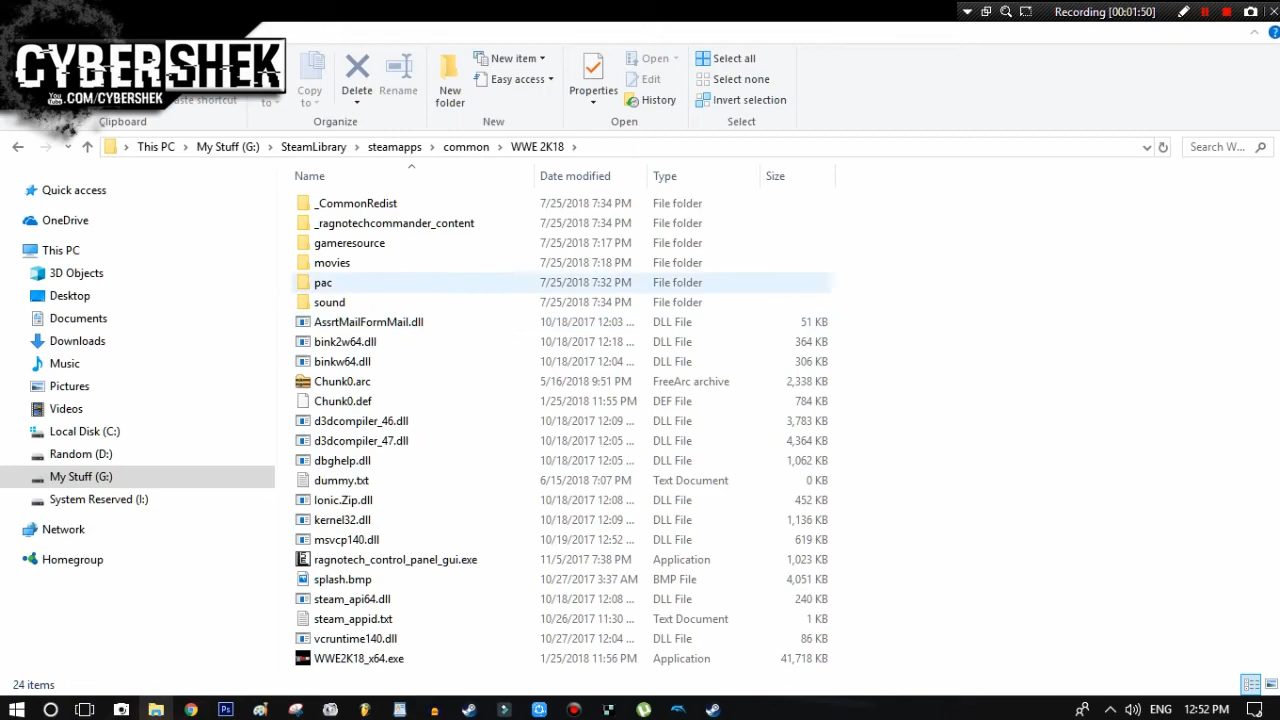 Recording [00:01:50]
CYBERSHEK
You
Tube .COM/CYBERSHEK
aste shortcut
Clipboard
to
Copy
to
Delete
Rename
Organize
New
folder
New item
Easy access
New
Properties
Open
Edit
History
Open
Select all
Select none
Invert selection
Select
This PC > My Stuff (G:) > SteamLibrary > steamapps > common > WWE 2K18 >
Search W...
Name Date modified Type Size
Quick access
OneDrive
This PC
3D Objects
Desktop
Documents
Downloads
Music
Pictures
Videos
Local Disk (C:)
Random (D:)
My Stuff (G:)
System Reserved (I:)
Network
Homegroup
_CommonRedist 7/25/2018 7:34 PM File folder
_ragnotechcommander_content 7/25/2018 7:34 PM File folder
gameresource 7/25/2018 7:17 PM File folder
movies 7/25/2018 7:18 PM File folder
pac 7/25/2018 7:32 PM File folder
sound 7/25/2018 7:34 PM File folder
AssrtMailFormMail.dll 10/18/2017 12:03 ... DLL File 51 KB
bink2w64.dll 10/18/2017 12:18 ... DLL File 364 KB
binkw64.dll 10/18/2017 12:04 ... DLL File 306 KB
Chunk0.arc 5/16/2018 9:51 PM FreeArc archive 2,338 KB
Chunk0.def 1/25/2018 11:55 PM DEF File 784 KB
d3dcompiler_46.dll 10/18/2017 12:09 ... DLL File 3,783 KB
d3dcompiler_47.dll 10/18/2017 12:05 ... DLL File 4,364 KB
dbghelp.dll 10/18/2017 12:05 ... DLL File 1,062 KB
dummy.txt 6/15/2018 7:07 PM Text Document 0 KB
Ionic.Zip.dll 10/18/2017 12:08 ... DLL File 452 KB
kernel32.dll 10/18/2017 12:09 ... DLL File 1,136 KB
msvcp140.dll 10/19/2017 12:52 ... DLL File 619 KB
ragnotech_control_panel_gui.exe 11/5/2017 7:38 PM Application 1,023 KB
splash.bmp 10/27/2017 3:37 AM BMP File 4,051 KB
steam_api64.dll 10/18/2017 12:08 ... DLL File 240 KB
steam_appid.txt 10/26/2017 11:30 ... Text Document 1 KB
vcruntime140.dll 10/27/2017 12:04 ... DLL File 86 KB
WWE2K18_x64.exe 1/25/2018 11:56 PM Application 41,718 KB
24 items
Ps
ENG 12:52 PM